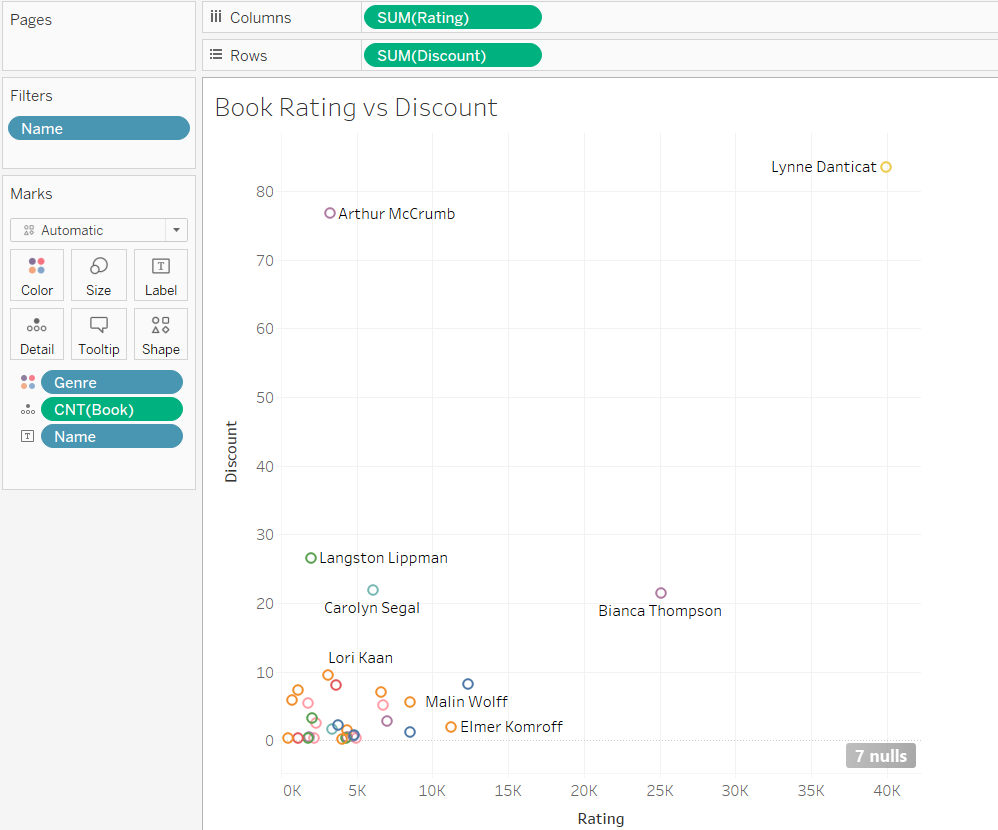 Pages
Columns
SUM(Rating)
Rows
SUM(Discount)
Filters
Name
Marks
Automatic
Color
Size
Label
Detail
Tooltip
Shape
Genre
CNT(Book)
Name
Book Rating vs Discount
Lynne Danticat
80
Arthur McCrumb
70
60
50
40
Discount
30
Langston Lippman
20
Carolyn Segal
Bianca Thompson
Lori Kaan
10
Malin Wolff
Elmer Komroff
0
7 nulls
0K 5K 10K 15K 20K 25K 30K 35K 40K
Rating